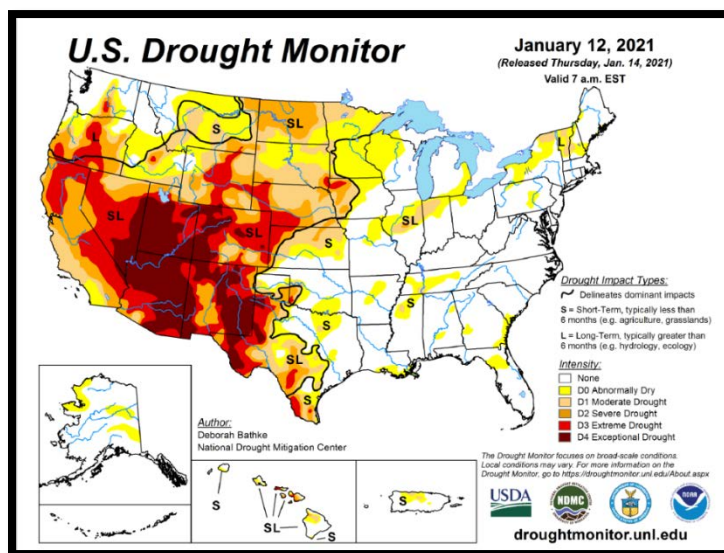 U.S. Drought Monitor
January 12, 2021
(Released Thursday, Jan. 14, 2021)
Valid 7 a.m. EST
L
S
SL
L
SL
SL
S
SL
S
S
S
SL
S
Drought Impact Types:
Delineates dominant impacts
S = Short-Term, typically less than
6 months (e.g. agriculture, grasslands)
L = Long-Term, typically greater than
6 months (e.g. hydrology, ecology)
Intensity:
None
D0 Abnormally Dry
D1 Moderate Drought
D2 Severe Drought
D3 Extreme Drought
D4 Exceptional Drought
Author:
Deborah Bathke
National Drought Mitigation Center
S
SL
S
S
The Drought Monitor focuses on broad-scale conditions.
Local conditions may vary. For more information on the
Drought Monitor, go to https://droughtmonitor.unl.edu/About.aspx
USDA
NDMC
NOAA
droughtmonitor.unl.edu